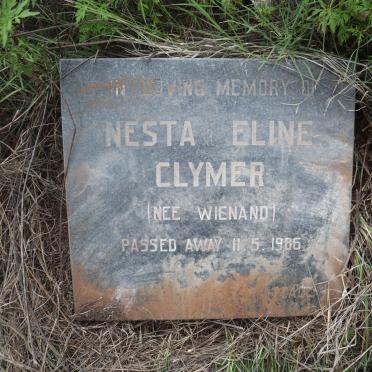 IN LOVING MEMORY OF
NESTA ELINE
CLYMER
(NEE WIENAND)
PASSED AWAY 11.5.1986.